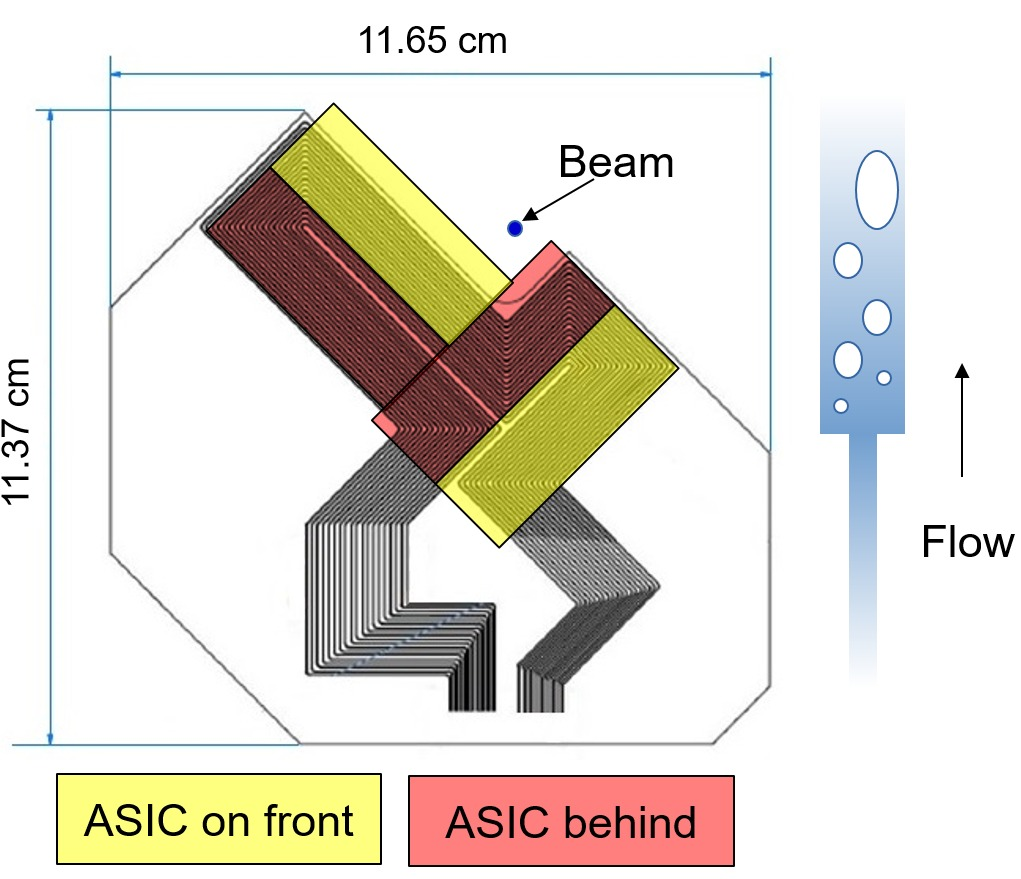 11.65 cm
Beam
11.37 cm
Flow
ASIC on front
ASIC behind